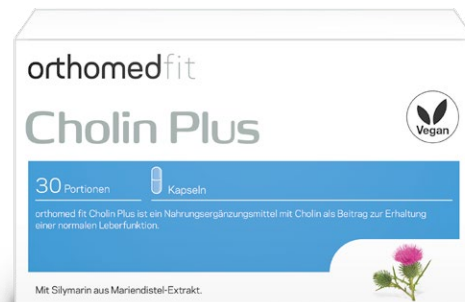 orthomedfit
Cholin Plus
Vegan
30 Portionen
Kapseln
orthomed fit Cholin Plus ist ein Nahrungsergänzungsmittel mit Cholin als Beitrag zur Erhaltung
einer normalen Leberfunktion.
Mit Silymarin aus Mariendistel-Extrakt.